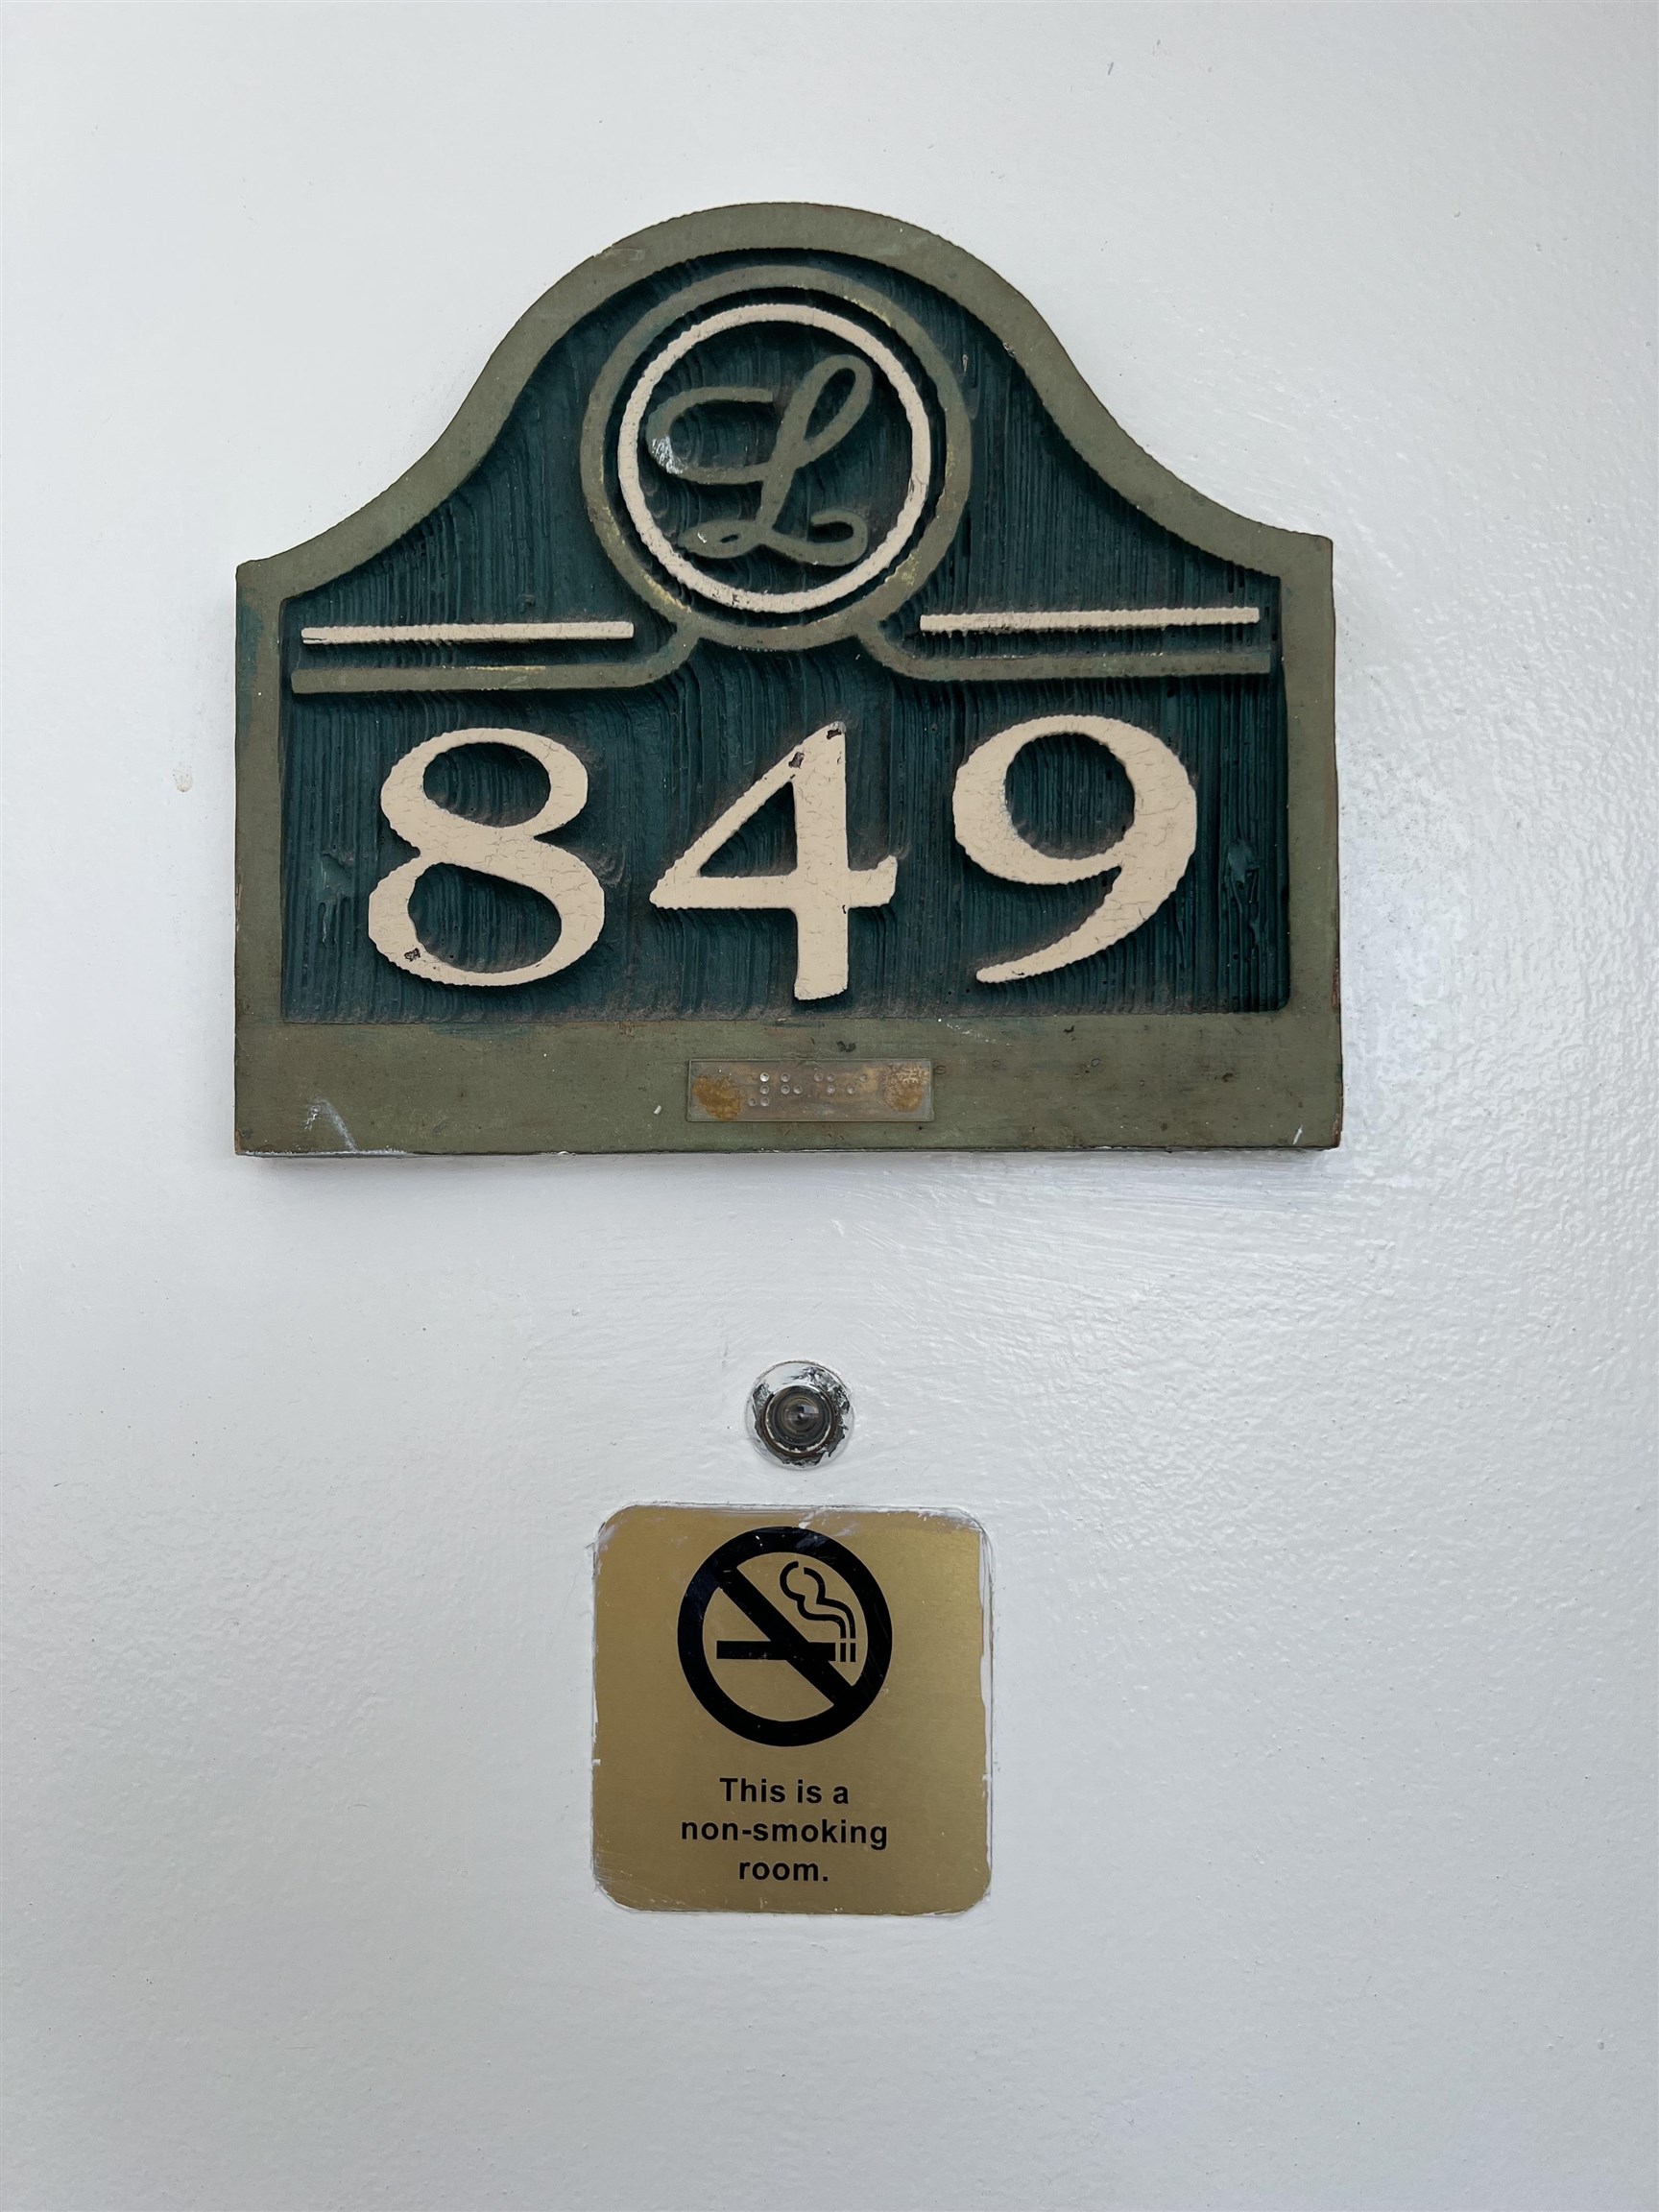 L
849
This is a
non-smoking
room.